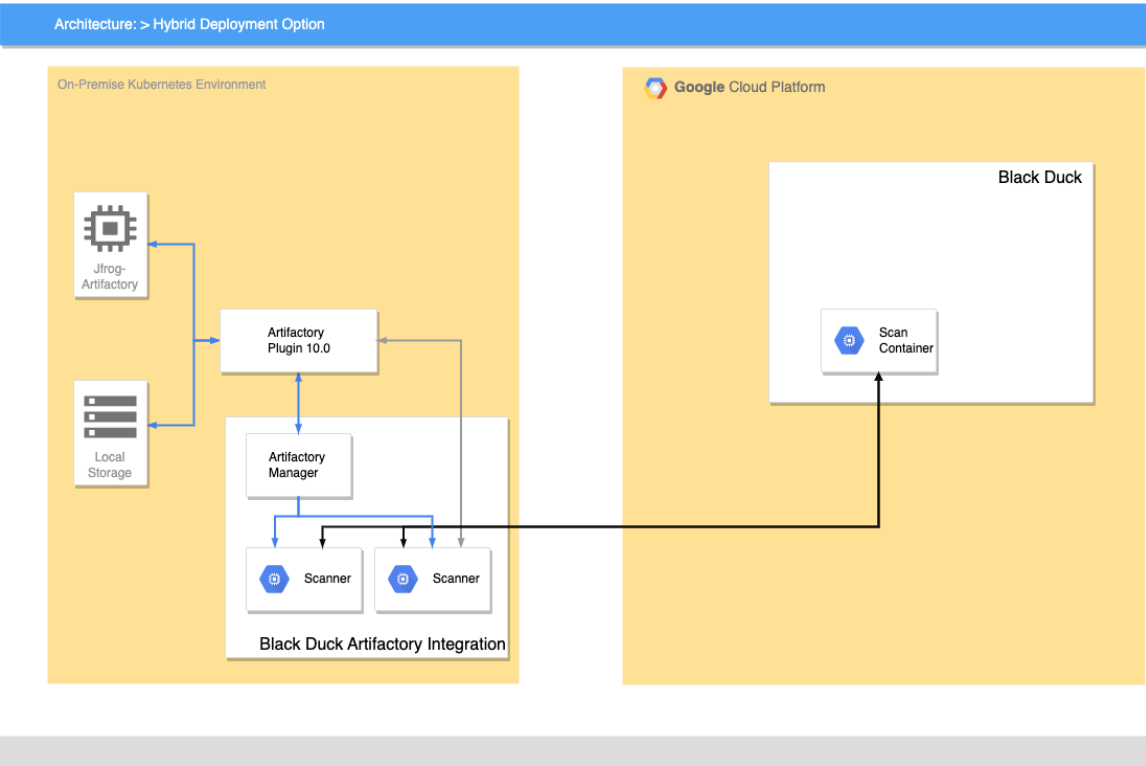 Architecture: > Hybrid Deployment Option
On-Premise Kubernetes Environment
Google Cloud Platform
Black Duck
Jfrog-
Artifactory
Artifactory
Plugin 10.0
Scan
Container
Local
Storage
Artifactory
Manager
Scanner
Scanner
Black Duck Artifactory Integration